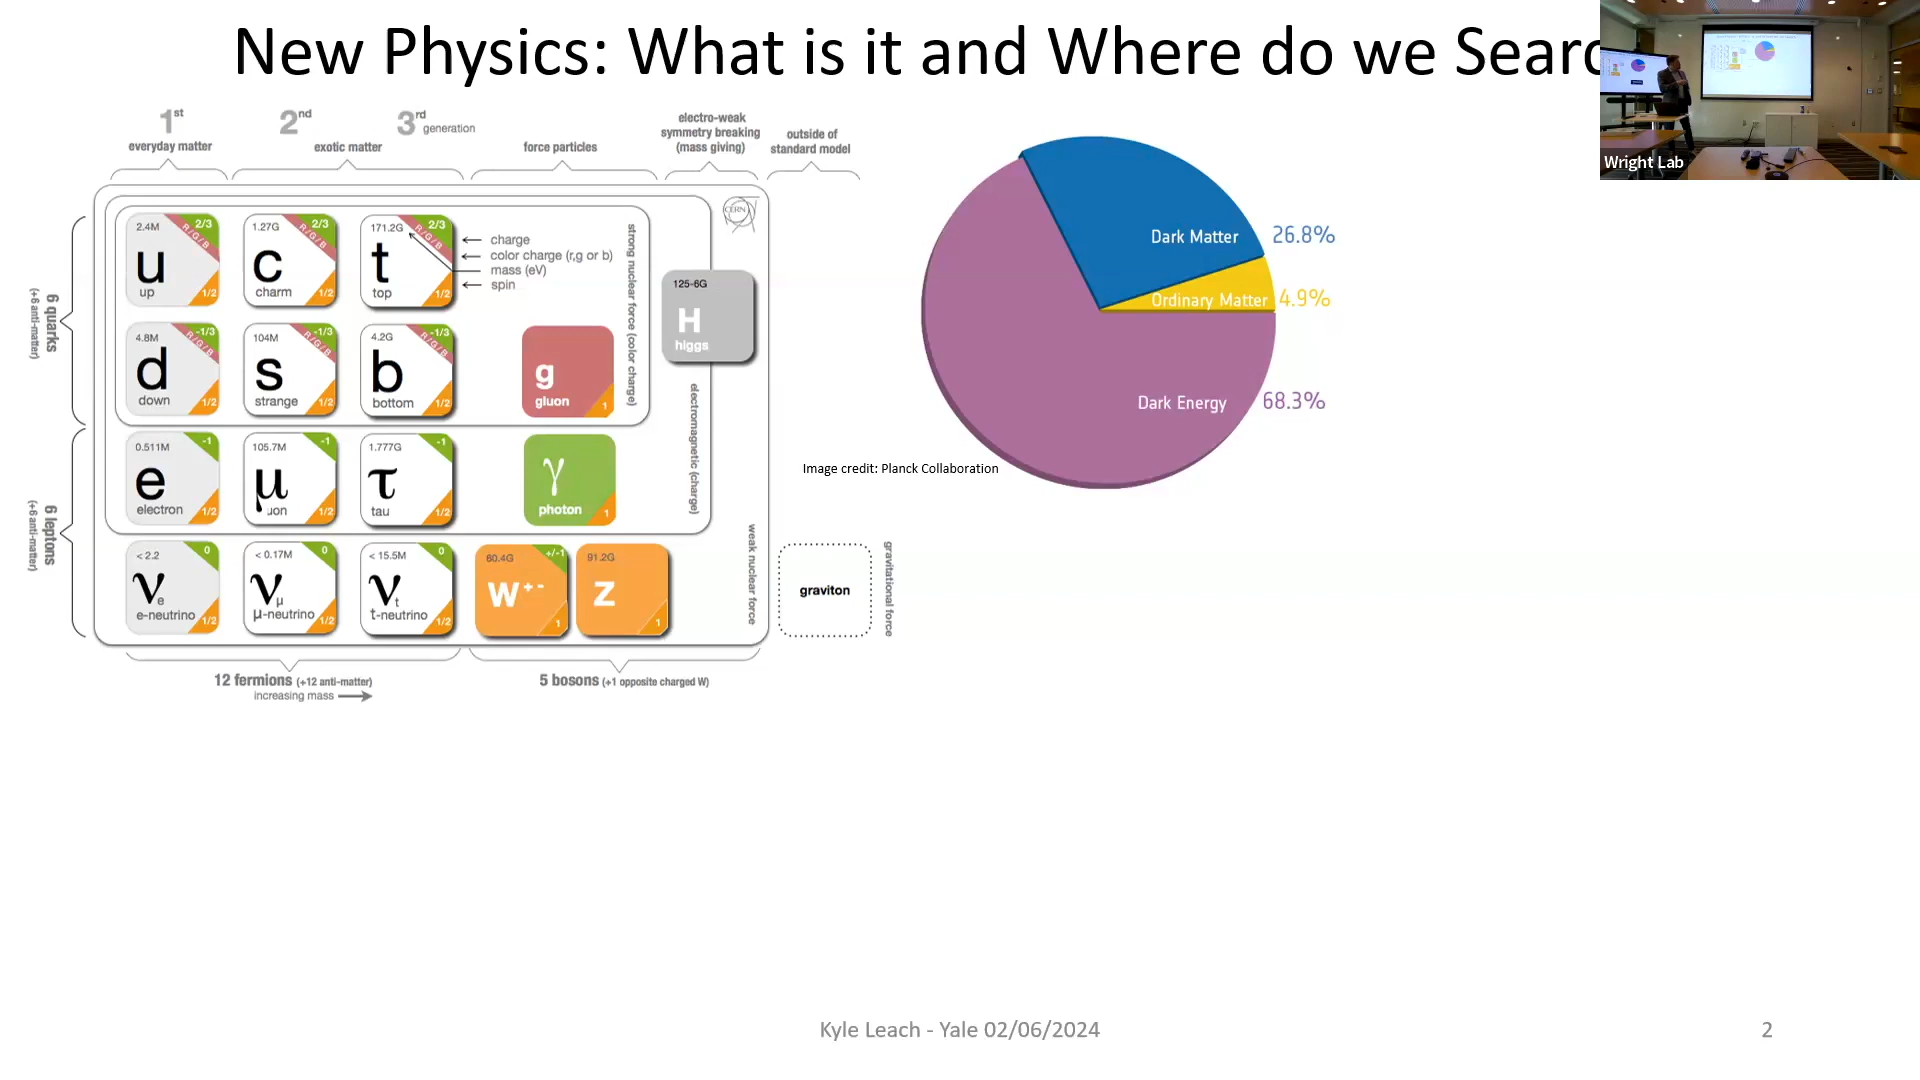 New Physics: What is it and Where do we Searc
Wright Lab
1st
2nd
3rd generation
everyday matter
exotic matter
force particles
electro-weak
symmetry breaking
(mass giving)
outside of
standard model
6 quarks
(+6 anti-matter)
2.4M
2/3
R/G/B
u
up
1/2
1.27G
2/3
R/G/B
c
charm
1/2
171.2G
2/3
R/G/B
t
top
1/2
charge
color charge (r,g or b)
mass (eV)
spin
strong nuclear force (color charge)
CERN
125-6G
H
higgs
4.8M
-1/3
R/G/B
d
down
1/2
104M
-1/3
R/G/B
s
strange
1/2
4.2G
-1/3
R/G/B
b
bottom
1/2
g
gluon
1
electromagnetic (charge)
6 leptons
(+6 anti-matter)
0.511M
-1
e
electron
1/2
105.7M
-1
μ
uon
1/2
1.777G
-1
τ
tau
1/2
γ
photon
1
weak nuclear force
< 2.2
0
νe
e-neutrino
1/2
< 0.17M
0
νμ
μ-neutrino
1/2
< 15.5M
0
νt
t-neutrino
1/2
60.4G
+/-1
W+-
1
91.2G
Z
1
graviton
gravitational force
12 fermions (+12 anti-matter)
increasing mass
5 bosons (+1 opposite charged W)
Dark Matter 26.8%
Ordinary Matter 4.9%
Dark Energy 68.3%
Image credit: Planck Collaboration
Kyle Leach - Yale 02/06/2024
2